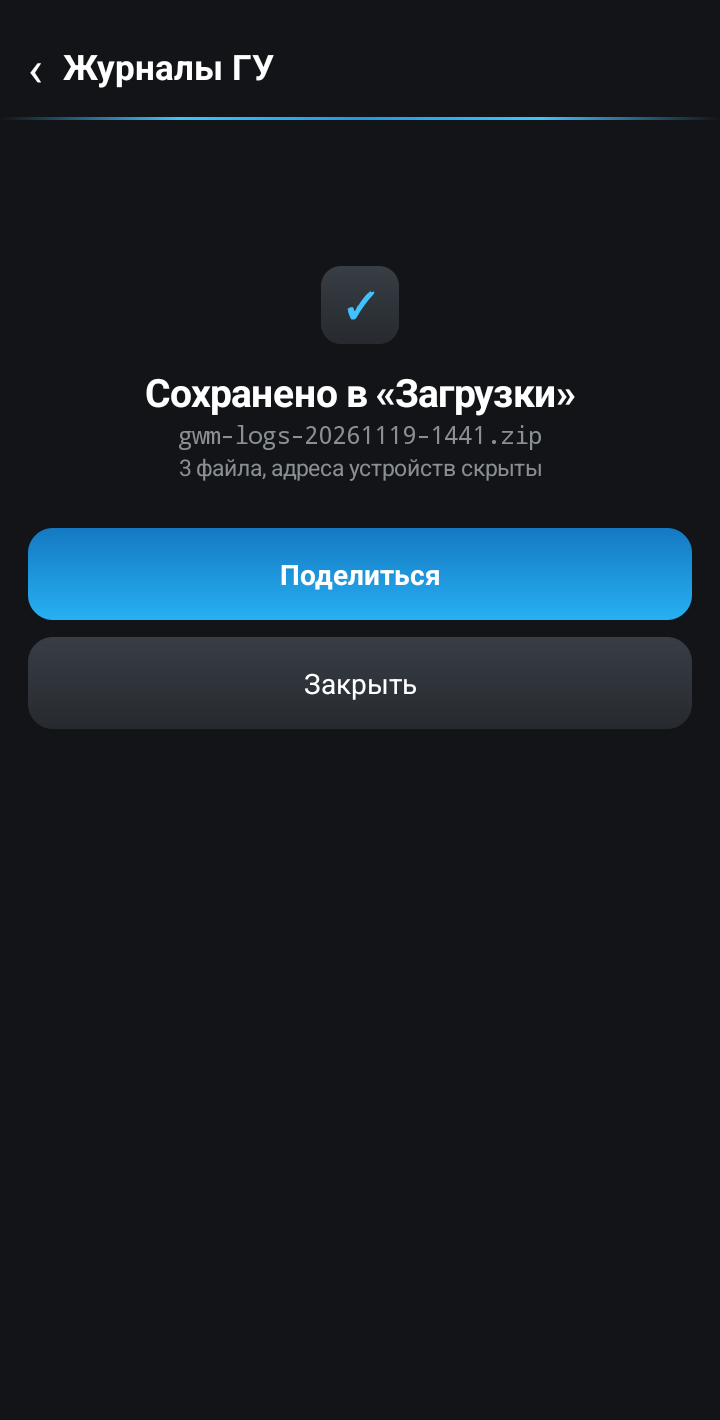 ‹ Журналы ГУ
✓
Сохранено в «Загрузки»
gwm-logs-20261119-1441.zip
3 файла, адреса устройств скрыты
Поделиться
Закрыть